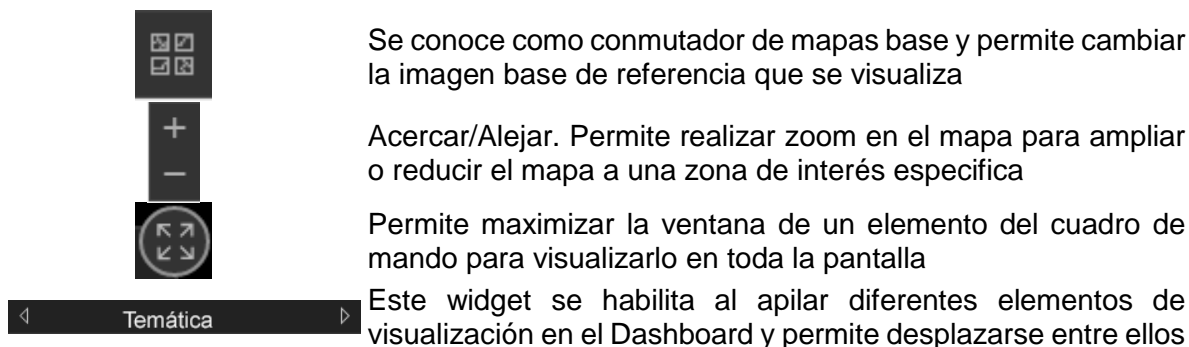 Se conoce como conmutador de mapas base y permite cambiar
la imagen base de referencia que se visualiza
Acercar/Alejar. Permite realizar zoom en el mapa para ampliar
o reducir el mapa a una zona de interés especifica
Permite maximizar la ventana de un elemento del cuadro de
mando para visualizarlo en toda la pantalla
Temática
Este widget se habilita al apilar diferentes elementos de
visualización en el Dashboard y permite desplazarse entre ellos